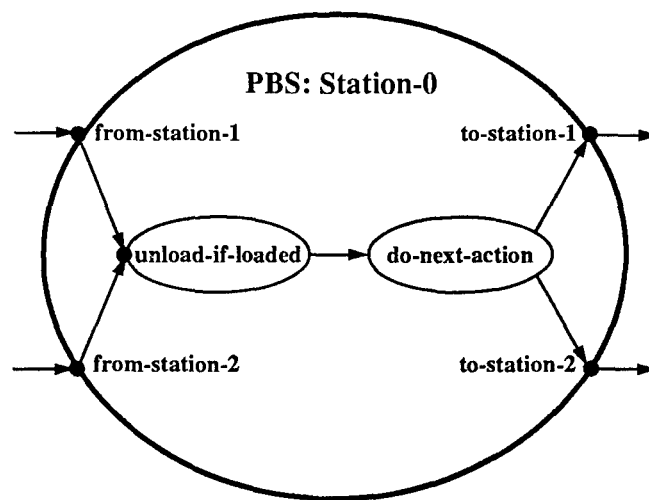 PBS: Station-0
from-station-1
to-station-1
unload-if-loaded
do-next-action
from-station-2
to-station-2